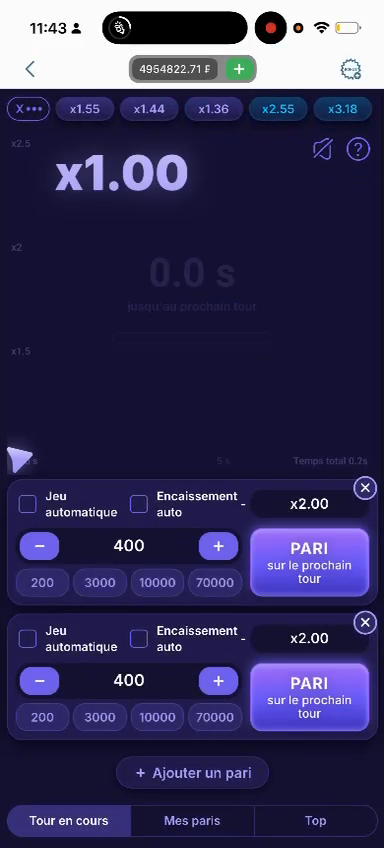 11:43
4954822.71 ₣
+
x1.55 x1.44 x1.36 x2.55 x3.18
x2.5
x1.00
?
x2
0.0 s
jusqu'au prochain tour
x1.5
5 s
Temps total 0.2s
Jeu automatique
Encaissement auto
- x2.00
− 400 +
PARI
sur le prochain
tour
200 3000 10000 70000
Jeu automatique
Encaissement auto
- x2.00
− 400 +
PARI
sur le prochain
tour
200 3000 10000 70000
+ Ajouter un pari
Tour en cours Mes paris Top